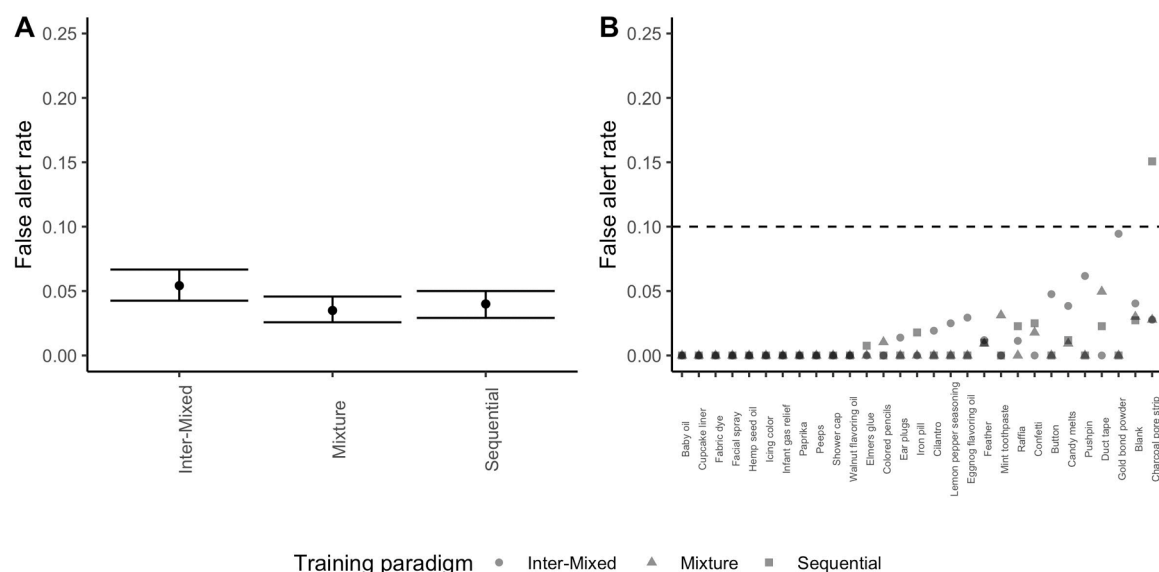 A
B
False alert rate
0.25
0.20
0.15
0.10
0.05
0.00
Inter-Mixed
Mixture
Sequential
False alert rate
0.25
0.20
0.15
0.10
0.05
0.00
Baby oil
Cupcake liner
Fabric dye
Facial spray
Hemp seed oil
Icing color
Infant gas relief
Paprika
Peeps
Shower cap
Walnut flavoring oil
Elmers glue
Colored pencils
Ear plugs
Iron pill
Cilantro
Lemon pepper seasoning
Eggnog flavoring oil
Feather
Mint toothpaste
Raffia
Confetti
Button
Candy melts
Pushpin
Duct tape
Gold bond powder
Blank
Charcoal pore strip
Training paradigm Inter-Mixed Mixture Sequential